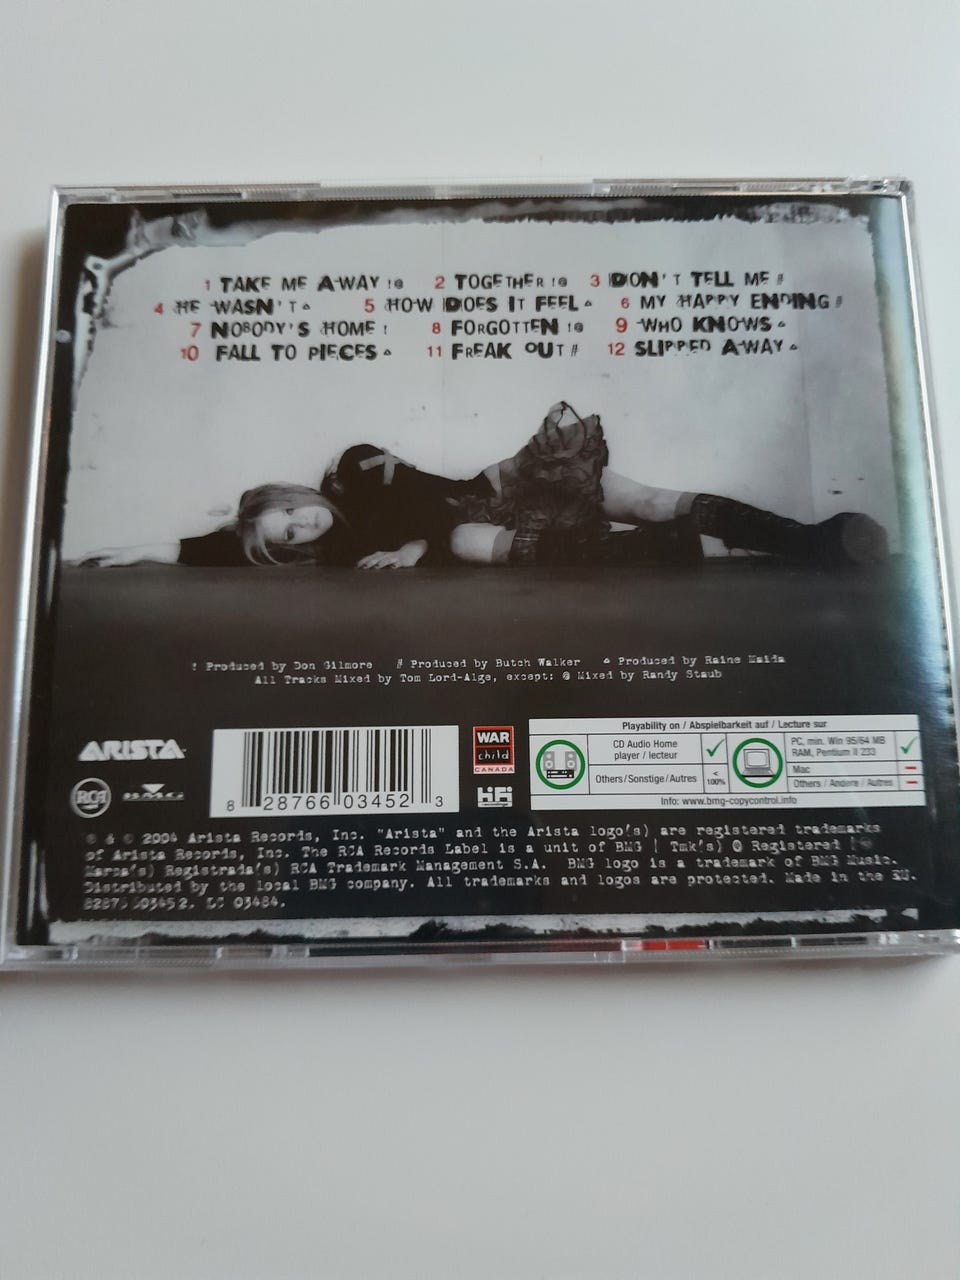 1 TAKE ME AWAY !@ 2 TOGETHER !@ 3 DON'T TELL ME #
4 HE WASN'T ^ 5 HOW DOES IT FEEL ^ 6 MY HAPPY ENDING #
7 NOBODY'S HOME ! 8 FORGOTTEN !@ 9 WHO KNOWS ^
10 FALL TO PIECES ^ 11 FREAK OUT # 12 SLIPPED AWAY ^
! Produced by Don Gilmore # Produced by Butch Walker ^ Produced by Raine Maida
All Tracks Mixed by Tom Lord-Alge, except: @ Mixed by Randy Staub
ARISTA
RCA
BMG
8 28766 03452 3
WAR
child
CANADA
HiFi
Playability on / Abspielbarkeit auf / Lecture sur
CD Audio Home
player / lecteur
Others/Sonstige/Autres
<
100%
PC, min. Win 95/64 MB
RAM, Pentium II 233
Mac
Others / Andere / Autres
Info: www.bmg-copycontrol.info
℗ & © 2004 Arista Records, Inc. "Arista" and the Arista logo(s) are registered trademarks
of Arista Records, Inc. The RCA Records Label is a unit of BMG | Tmk(s) ® Registered |
Marca(s) Registrada(s) RCA Trademark Management S.A. BMG logo is a trademark of BMG Music.
Distributed by the local BMG company. All trademarks and logos are protected. Made in the EU.
LC 03484.